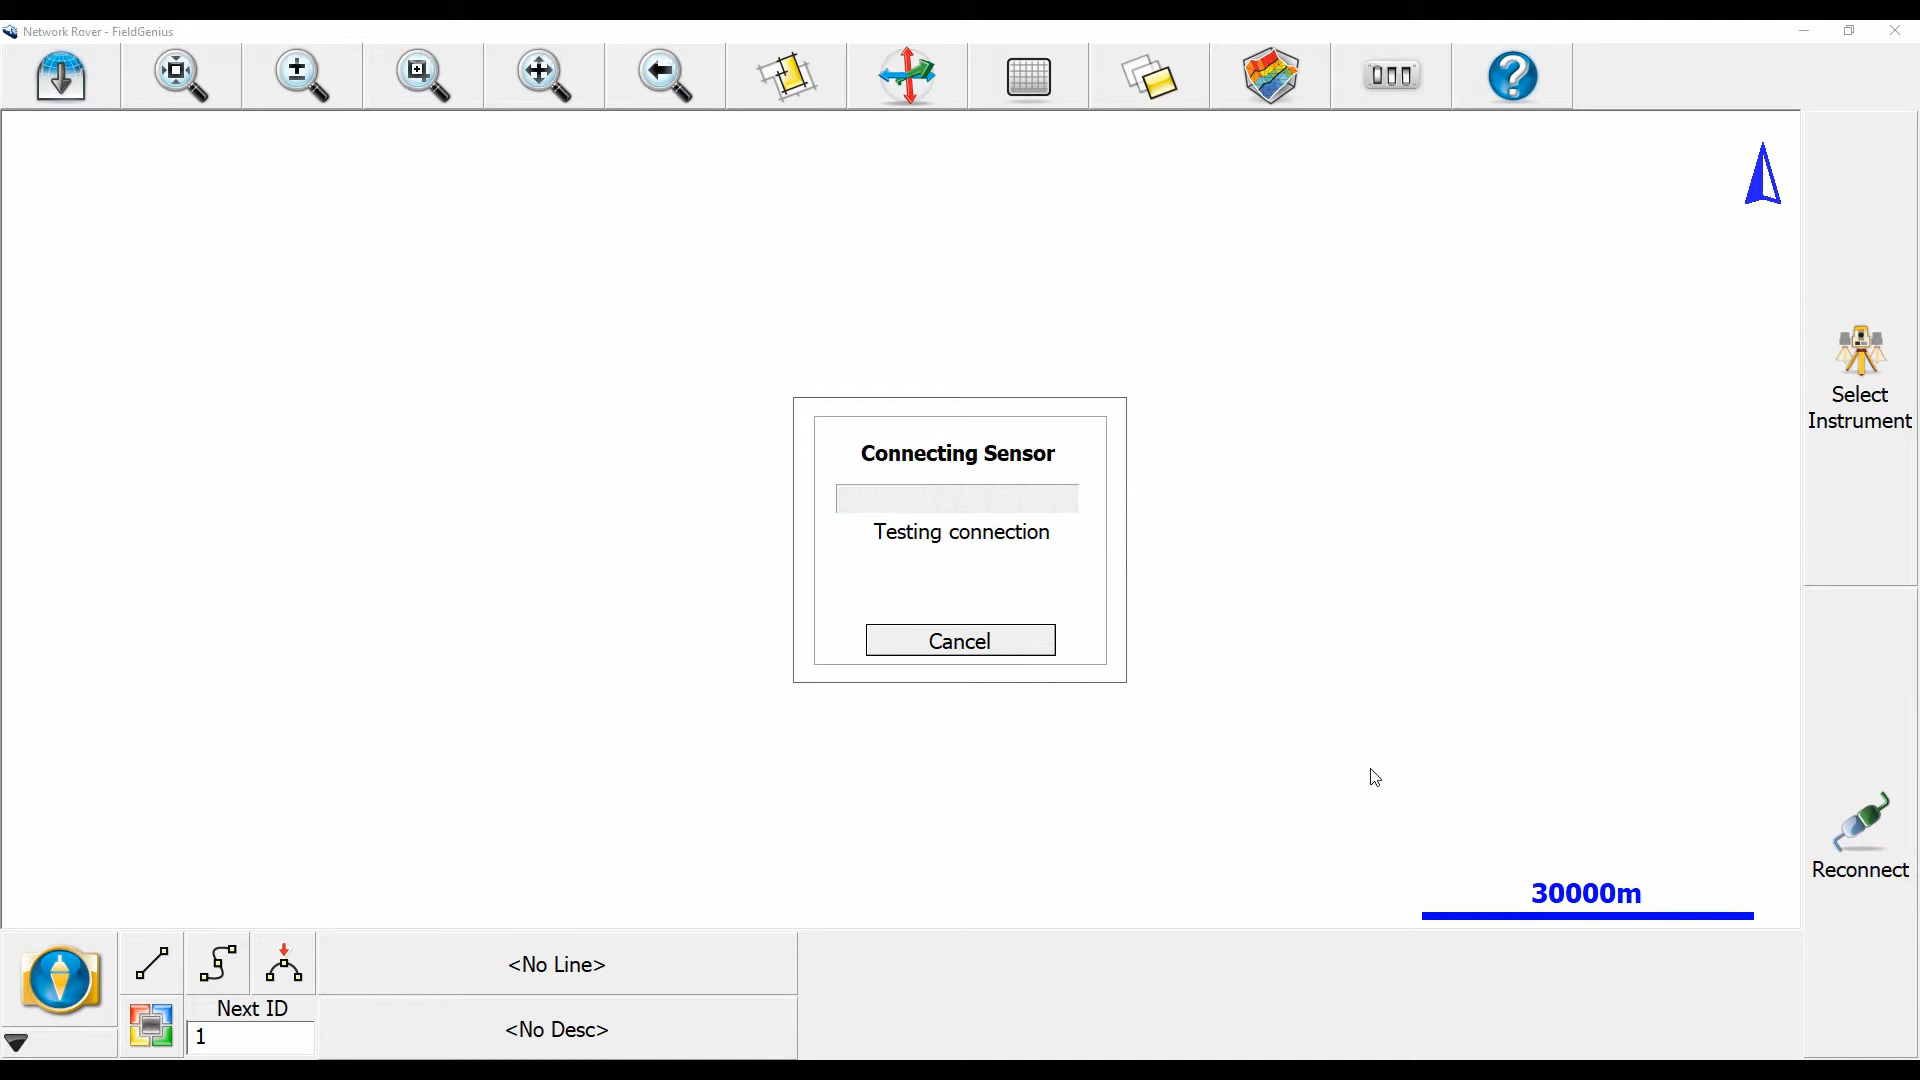 Network Rover - FieldGenius
Select
Instrument
Connecting Sensor
Testing connection
Cancel
Reconnect
30000m
<No Line>
Next ID
1
<No Desc>